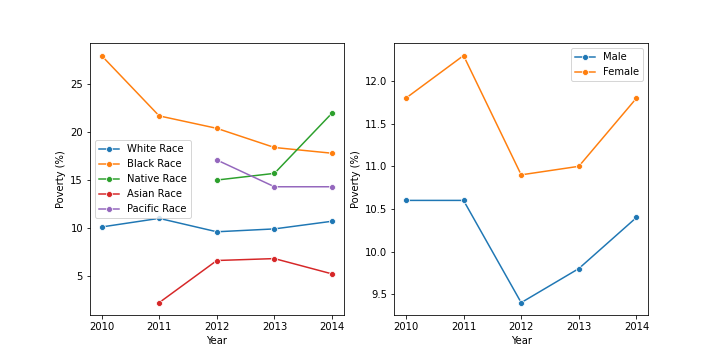 25
20
15
10
5
Poverty (%)
White Race
Black Race
Native Race
Asian Race
Pacific Race
2010 2011 2012 2013 2014
Year
12.0
11.5
11.0
10.5
10.0
9.5
Poverty (%)
Male
Female
2010 2011 2012 2013 2014
Year